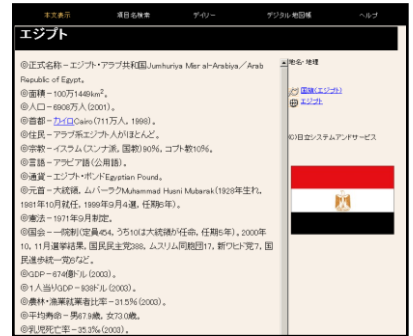 本文表示 項目名検索 デイリー デジタル地図帳 ヘルプ
エジプト
◎正式名称－エジプト・アラブ共和国Jumhuriya Misr al-Arabiya／Arab
Republic of Egypt。
◎面積－100万1449km²。
◎人口－6908万人(2001)。
◎首都－カイロCairo(711万人, 1998)。
◎住民－アラブ系エジプト人がほとんど。
◎宗教－イスラム(スンナ派, 国教)90%, コプト教10%。
◎言語－アラビア語(公用語)。
◎通貨－エジプト・ポンドEgyptian Pound。
◎元首－大統領, ムバーラクMuhammad Husni Mubarak(1928年生れ,
1981年10月就任, 1999年9月4選, 任期6年)。
◎憲法－1971年9月制定。
◎国会－一院制(定員454, うち10は大統領が任命, 任期5年)。2000年
10, 11月選挙結果, 国民民主党388, ムスリム同胞団17, 新ワフド党7, 国
民進歩統一党6など。
◎GDP－674億ドル(2003)。
◎1人当りGDP－938ドル(2003)。
◎農林・漁業就業者比率－31.5%(2003)。
◎平均寿命－男67.9歳, 女73.0歳。
◎乳児死亡率－35.3‰(2003)。
地名・地理
国旗(エジプト)
エジプト
(C)日立システムアンドサービス